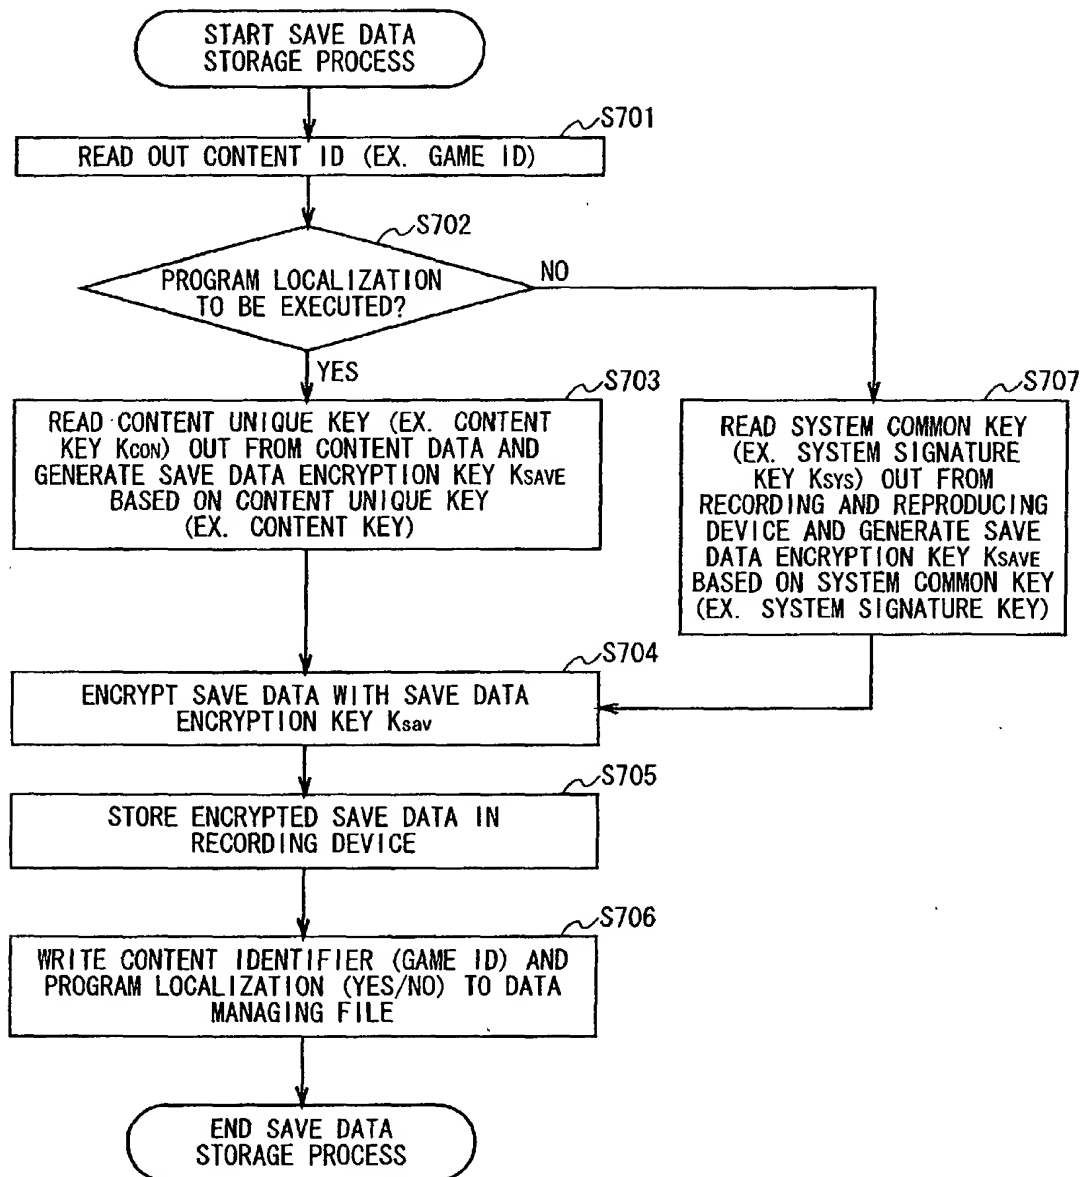 START SAVE DATA
STORAGE PROCESS
S701
READ OUT CONTENT ID (EX. GAME ID)
S702
PROGRAM LOCALIZATION
TO BE EXECUTED?
NO
YES
S703
READ CONTENT UNIQUE KEY (EX. CONTENT
KEY KCON) OUT FROM CONTENT DATA AND
GENERATE SAVE DATA ENCRYPTION KEY KSAVE
BASED ON CONTENT UNIQUE KEY
(EX. CONTENT KEY)
S707
READ SYSTEM COMMON KEY
(EX. SYSTEM SIGNATURE
KEY KSYS) OUT FROM
RECORDING AND REPRODUCING
DEVICE AND GENERATE SAVE
DATA ENCRYPTION KEY KSAVE
BASED ON SYSTEM COMMON KEY
(EX. SYSTEM SIGNATURE KEY)
S704
ENCRYPT SAVE DATA WITH SAVE DATA
ENCRYPTION KEY Ksav
S705
STORE ENCRYPTED SAVE DATA IN
RECORDING DEVICE
S706
WRITE CONTENT IDENTIFIER (GAME ID) AND
PROGRAM LOCALIZATION (YES/NO) TO DATA
MANAGING FILE
END SAVE DATA
STORAGE PROCESS